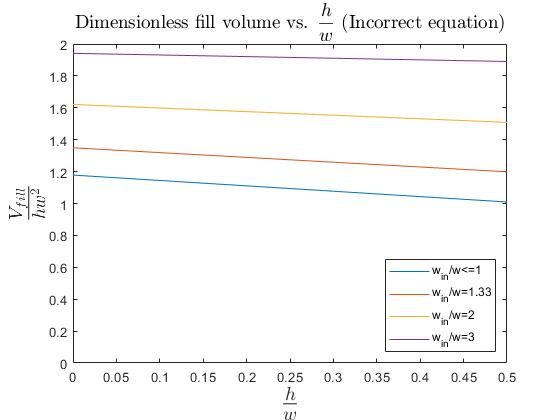 Dimensionless fill volume vs. h/w (Incorrect equation)
2
1.8
1.6
1.4
1.2
1
0.8
0.6
0.4
0.2
0
V_fill/hw^2
w_in/w<=1
w_in/w=1.33
w_in/w=2
w_in/w=3
0 0.05 0.1 0.15 0.2 0.25 0.3 0.35 0.4 0.45 0.5
h/w